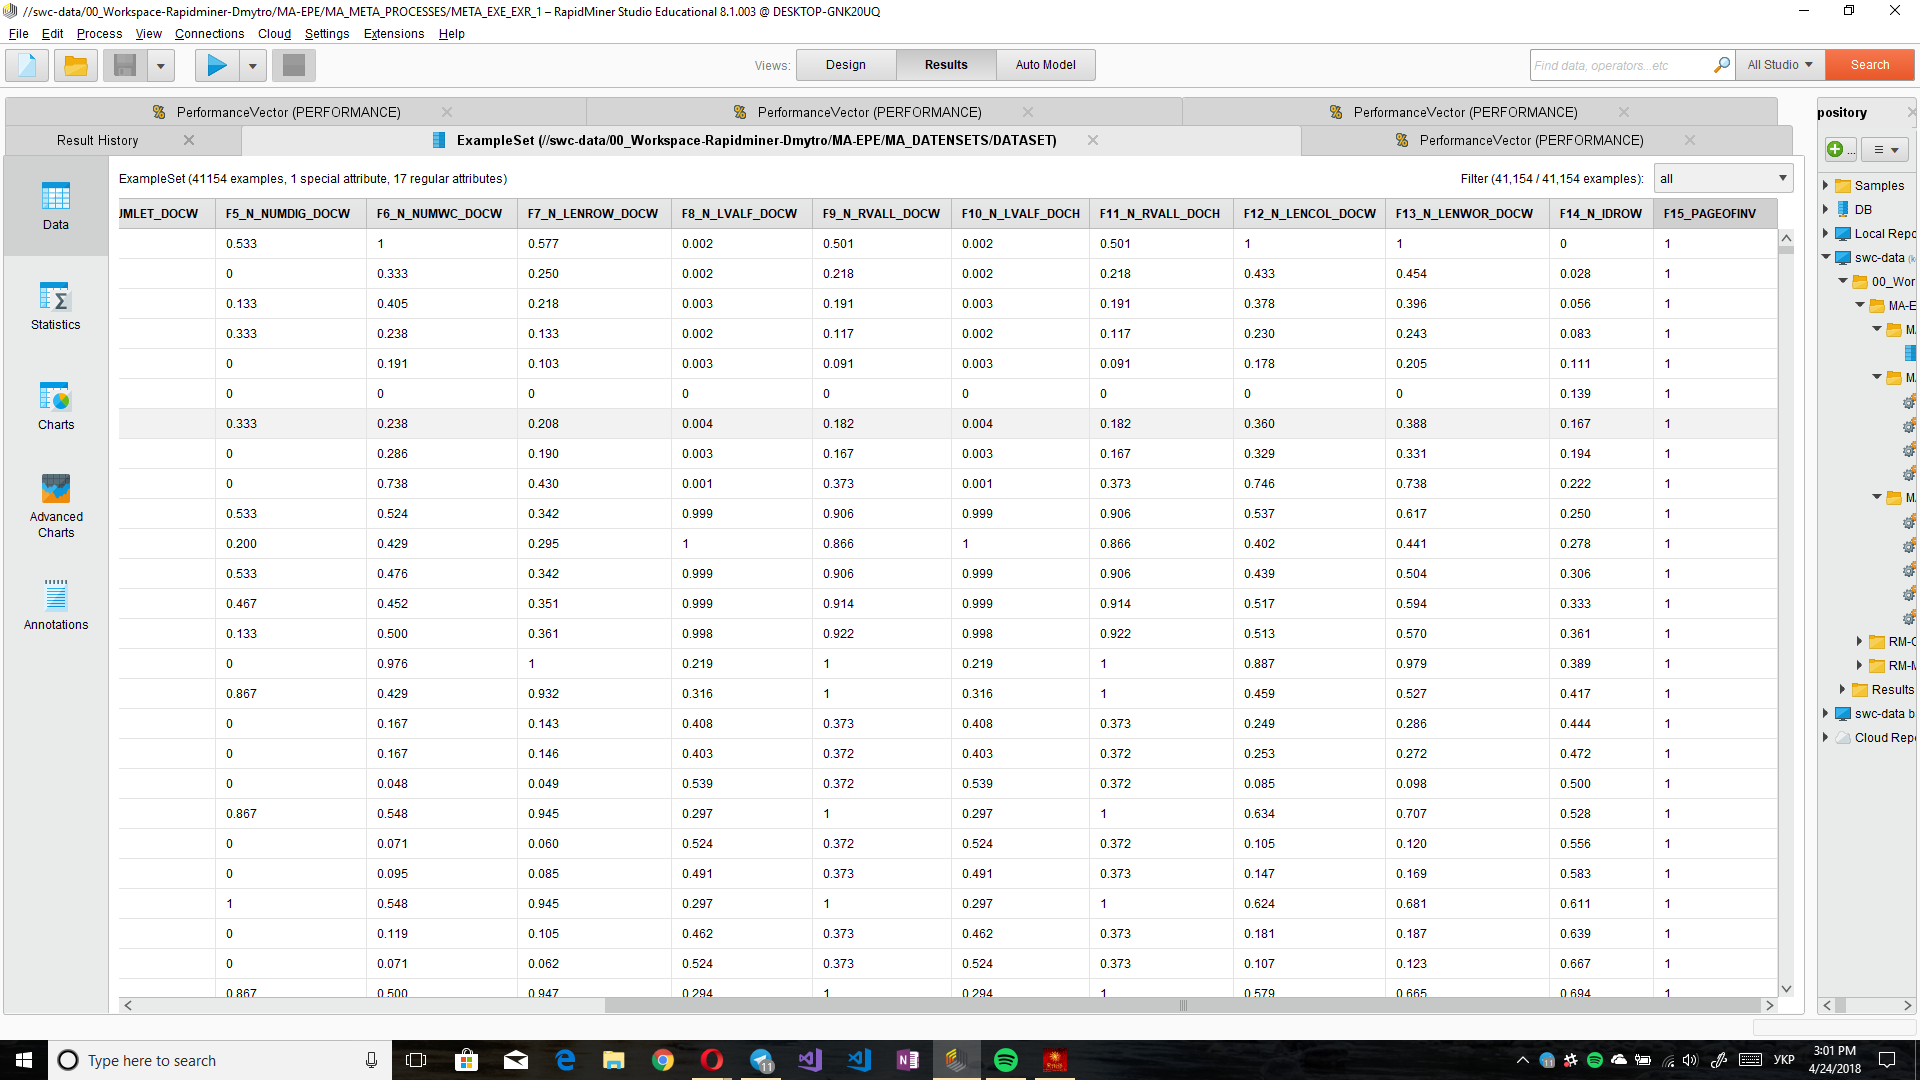 //swc-data/00_Workspace-Rapidminer-Dmytro/MA-EPE/MA_META_PROCESSES/META_EXE_EXR_1 – RapidMiner Studio Educational 8.1.003 @ DESKTOP-GNK20UQ
File Edit Process View Connections Cloud Settings Extensions Help
Views: Design Results Auto Model
Find data, operators...etc All Studio Search
PerformanceVector (PERFORMANCE) PerformanceVector (PERFORMANCE) PerformanceVector (PERFORMANCE) pository
Result History ExampleSet (//swc-data/00_Workspace-Rapidminer-Dmytro/MA-EPE/MA_DATENSETS/DATASET) PerformanceVector (PERFORMANCE)
...
ExampleSet (41154 examples, 1 special attribute, 17 regular attributes) Filter (41,154 / 41,154 examples): all
Data
Statistics
Charts
Advanced
Charts
Annotations
UMLET_DOCW F5_N_NUMDIG_DOCW F6_N_NUMWC_DOCW F7_N_LENROW_DOCW F8_N_LVALF_DOCW F9_N_RVALL_DOCW F10_N_LVALF_DOCH F11_N_RVALL_DOCH F12_N_LENCOL_DOCW F13_N_LENWOR_DOCW F14_N_IDROW F15_PAGEOFINV
0.533 1 0.577 0.002 0.501 0.002 0.501 1 1 0 1
0 0.333 0.250 0.002 0.218 0.002 0.218 0.433 0.454 0.028 1
0.133 0.405 0.218 0.003 0.191 0.003 0.191 0.378 0.396 0.056 1
0.333 0.238 0.133 0.002 0.117 0.002 0.117 0.230 0.243 0.083 1
0 0.191 0.103 0.003 0.091 0.003 0.091 0.178 0.205 0.111 1
0 0 0 0 0 0 0 0 0 0.139 1
0.333 0.238 0.208 0.004 0.182 0.004 0.182 0.360 0.388 0.167 1
0 0.286 0.190 0.003 0.167 0.003 0.167 0.329 0.331 0.194 1
0 0.738 0.430 0.001 0.373 0.001 0.373 0.746 0.738 0.222 1
0.533 0.524 0.342 0.999 0.906 0.999 0.906 0.537 0.617 0.250 1
0.200 0.429 0.295 1 0.866 1 0.866 0.402 0.441 0.278 1
0.533 0.476 0.342 0.999 0.906 0.999 0.906 0.439 0.504 0.306 1
0.467 0.452 0.351 0.999 0.914 0.999 0.914 0.517 0.594 0.333 1
0.133 0.500 0.361 0.998 0.922 0.998 0.922 0.513 0.570 0.361 1
0 0.976 1 0.219 1 0.219 1 0.887 0.979 0.389 1
0.867 0.429 0.932 0.316 1 0.316 1 0.459 0.527 0.417 1
0 0.167 0.143 0.408 0.373 0.408 0.373 0.249 0.286 0.444 1
0 0.167 0.146 0.403 0.372 0.403 0.372 0.253 0.272 0.472 1
0 0.048 0.049 0.539 0.372 0.539 0.372 0.085 0.098 0.500 1
0.867 0.548 0.945 0.297 1 0.297 1 0.634 0.707 0.528 1
0 0.071 0.060 0.524 0.372 0.524 0.372 0.105 0.120 0.556 1
0 0.095 0.085 0.491 0.373 0.491 0.373 0.147 0.169 0.583 1
1 0.548 0.945 0.297 1 0.297 1 0.624 0.681 0.611 1
0 0.119 0.105 0.462 0.373 0.462 0.373 0.181 0.187 0.639 1
0 0.071 0.062 0.524 0.373 0.524 0.373 0.107 0.123 0.667 1
0.867 0.500 0.947 0.294 1 0.294 1 0.579 0.665 0.694 1
Samples
DB
Local Repo
swc-data
00_Wor
MA-E
M
M
M
RM-C
RM-M
Results
swc-data b
Cloud Repo
Type here to search
11
11
УКР
3:01 PM
4/24/2018